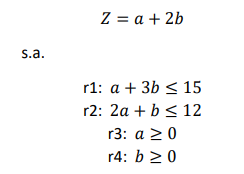 Z = a + 2b
s.a.
r1: a + 3b ≤ 15
r2: 2a + b ≤ 12
r3: a ≥ 0
r4: b ≥ 0